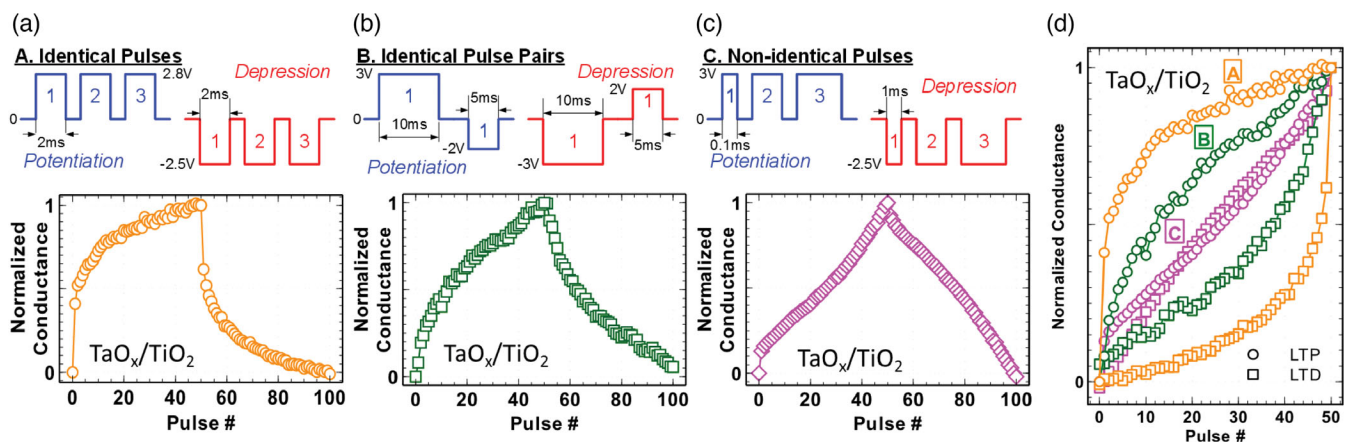 (a)
A. Identical Pulses
2.8V
Depression
0
1 2 3
2ms
2ms
Potentiation
-2.5V
1 2 3
Normalized
Conductance
1
0
TaOx/TiO2
0 20 40 60 80 100
Pulse #
(b)
B. Identical Pulse Pairs
3V
Depression
0
1
5ms
10ms
2V
1
10ms
-2V
1
1
5ms
Potentiation
-3V
Normalized
Conductance
1
0
TaOx/TiO2
0 20 40 60 80 100
Pulse #
(c)
C. Non-identical Pulses
3V
Depression
0
1 2 3
1ms
0.1ms
Potentiation
-2.5V
1 2 3
Normalized
Conductance
1
0
TaOx/TiO2
0 20 40 60 80 100
Pulse #
(d)
Normalized Conductance
1
0
TaOx/TiO2
A
B
C
LTP
LTD
0 10 20 30 40 50
Pulse #